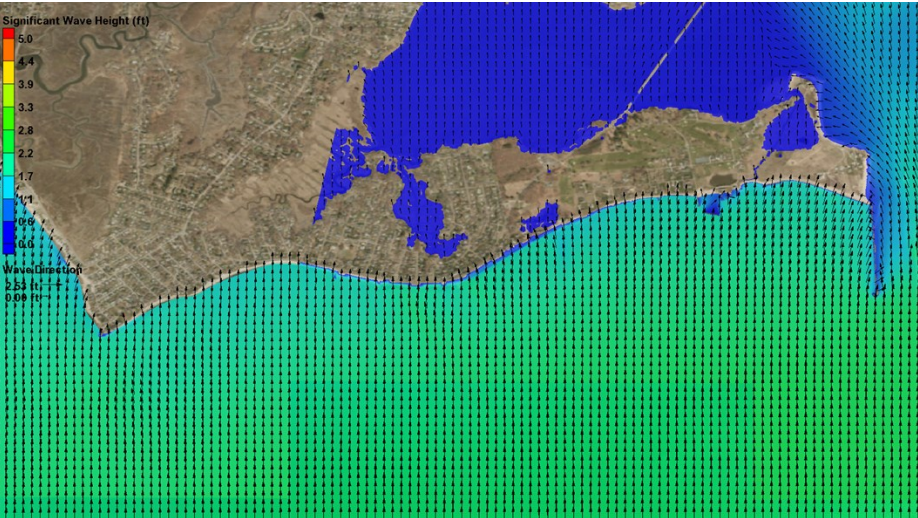 Significant Wave Height (ft)
5.0
4.4
3.9
3.3
2.8
2.2
1.7
1.1
0.6
0.0
Wave Direction
2.53 ft
0.00 ft